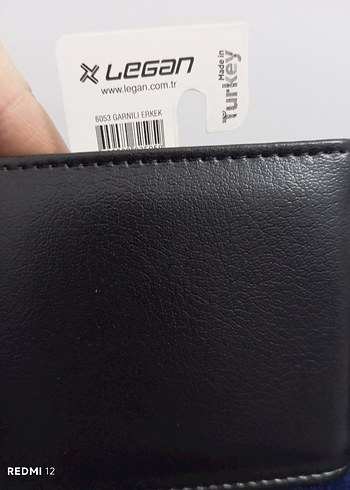 LEGAN
www.legan.com.tr
Made in
Turkey
6053 GARNILI ERKEK
REDMI 12